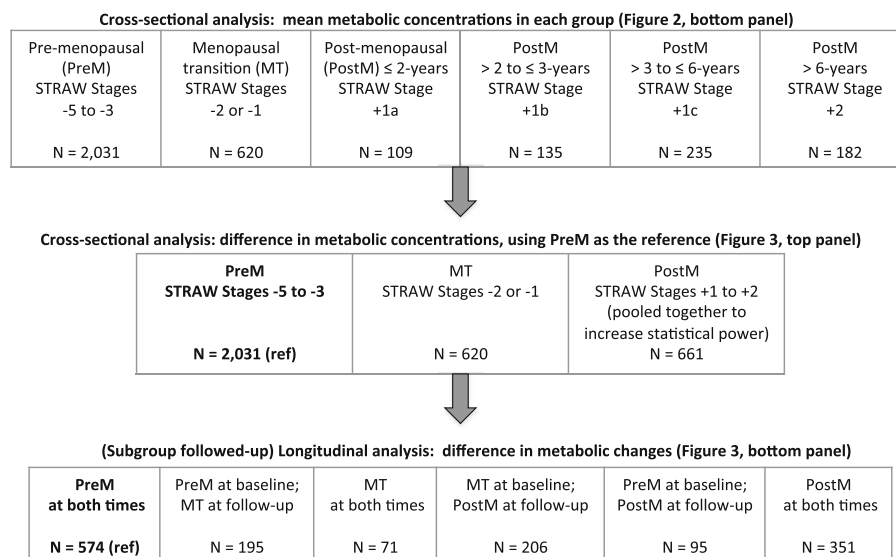 Cross-sectional analysis: mean metabolic concentrations in each group (Figure 2, bottom panel)
Pre-menopausal
(PreM)
STRAW Stages
-5 to -3
N = 2,031
Menopausal
transition (MT)
STRAW Stages
-2 or -1
N = 620
Post-menopausal
(PostM) ≤ 2-years
STRAW Stage
+1a
N = 109
PostM
> 2 to ≤ 3-years
STRAW Stage
+1b
N = 135
PostM
> 3 to ≤ 6-years
STRAW Stage
+1c
N = 235
PostM
> 6-years
STRAW Stage
+2
N = 182
Cross-sectional analysis: difference in metabolic concentrations, using PreM as the reference (Figure 3, top panel)
PreM
STRAW Stages -5 to -3
N = 2,031 (ref)
MT
STRAW Stages -2 or -1
N = 620
PostM
STRAW Stages +1 to +2
(pooled together to
increase statistical power)
N = 661
(Subgroup followed-up) Longitudinal analysis: difference in metabolic changes (Figure 3, bottom panel)
PreM
at both times
N = 574 (ref)
PreM at baseline;
MT at follow-up
N = 195
MT
at both times
N = 71
MT at baseline;
PostM at follow-up
N = 206
PreM at baseline;
PostM at follow-up
N = 95
PostM
at both times
N = 351